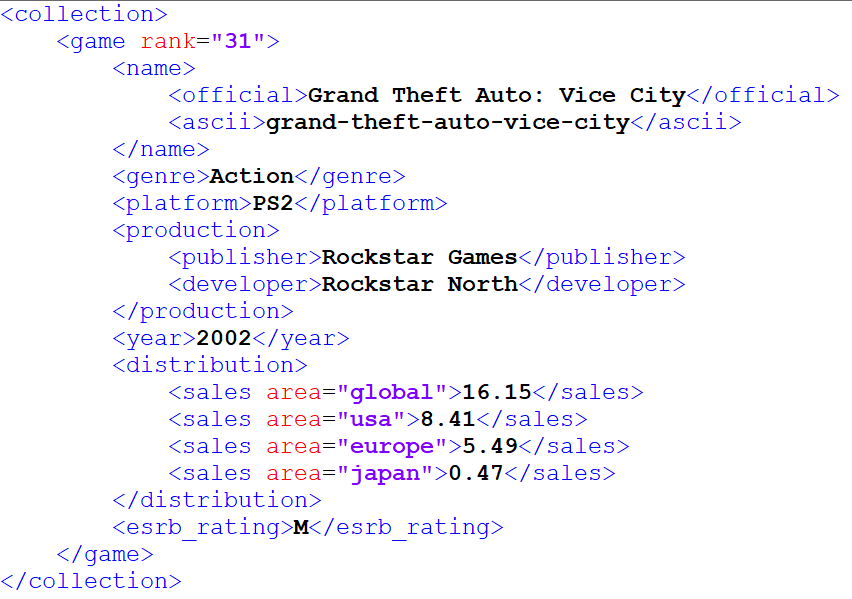 <collection>
    <game rank="31">
        <name>
            <official>Grand Theft Auto: Vice City</official>
            <ascii>grand-theft-auto-vice-city</ascii>
        </name>
        <genre>Action</genre>
        <platform>PS2</platform>
        <production>
            <publisher>Rockstar Games</publisher>
            <developer>Rockstar North</developer>
        </production>
        <year>2002</year>
        <distribution>
            <sales area="global">16.15</sales>
            <sales area="usa">8.41</sales>
            <sales area="europe">5.49</sales>
            <sales area="japan">0.47</sales>
        </distribution>
        <esrb_rating>M</esrb_rating>
    </game>
</collection>